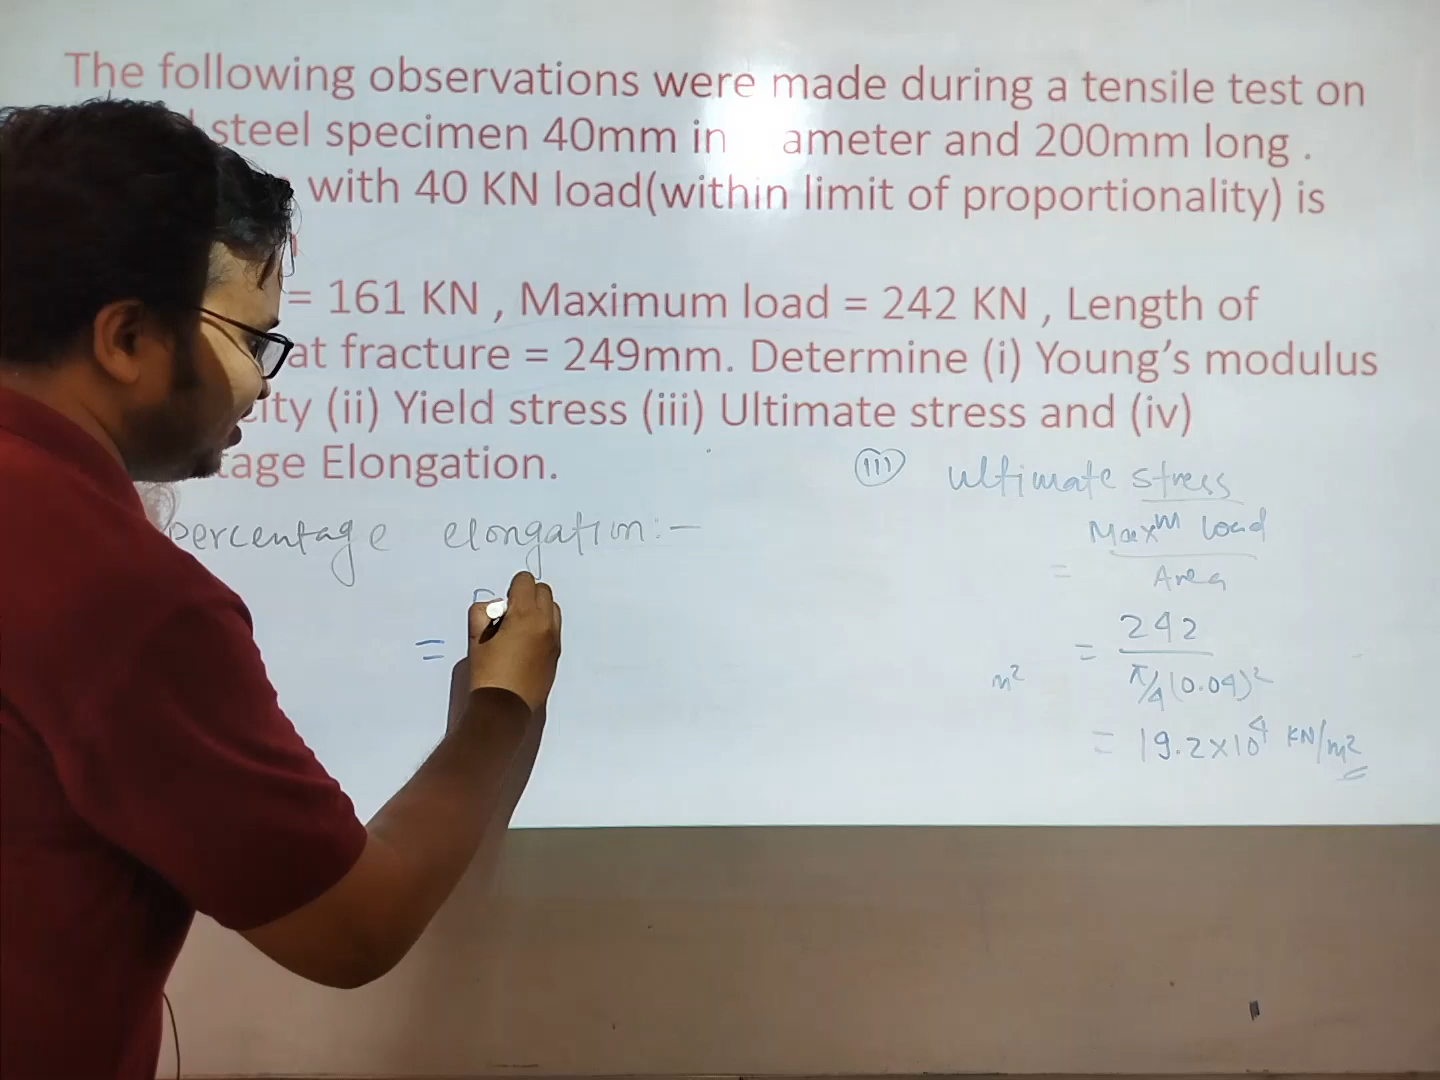 The following observations were made during a tensile test on
steel specimen 40mm in ameter and 200mm long .
with 40 KN load(within limit of proportionality) is
= 161 KN , Maximum load = 242 KN , Length of
at fracture = 249mm. Determine (i) Young's modulus
city (ii) Yield stress (iii) Ultimate stress and (iv)
tage Elongation.
(iii) Ultimate stress
percentage elongation:-
Maxm load
= Area
=
= 242
π/4(0.04)²
m²
= 19.2x10⁴ KN/m²